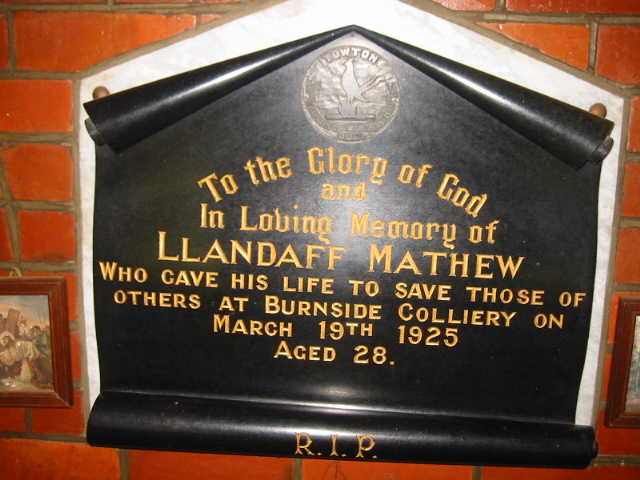 To the Glory of God
and
In Loving Memory of
LLANDAFF MATHEW
WHO GAVE HIS LIFE TO SAVE THOSE OF
OTHERS AT BURNSIDE COLLIERY ON
MARCH 19TH 1925
AGED 28.
R.I.P.